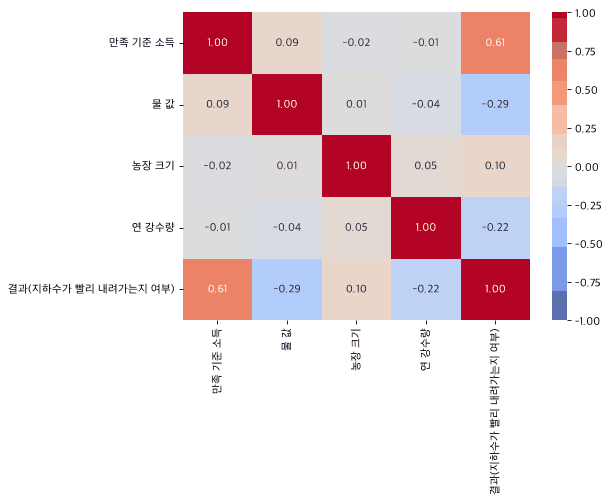 만족 기준 소득
1.00 0.09 -0.02 -0.01 0.61
물 값
0.09 1.00 0.01 -0.04 -0.29
농장 크기
-0.02 0.01 1.00 0.05 0.10
연 강수량
-0.01 -0.04 0.05 1.00 -0.22
결과(지하수가 빨리 내려가는지 여부)
0.61 -0.29 0.10 -0.22 1.00
만족 기준 소득
물 값
농장 크기
연 강수량
결과(지하수가 빨리 내려가는지 여부)
1.00
0.75
0.50
0.25
0.00
-0.25
-0.50
-0.75
-1.00